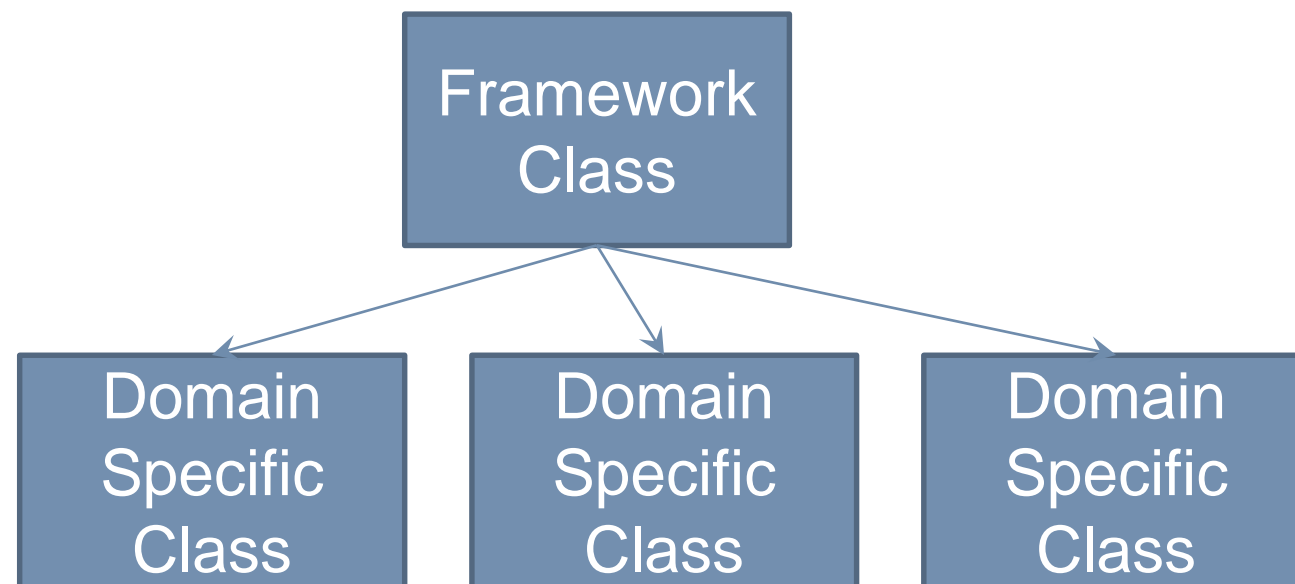 Framework
Class
Domain
Specific
Class
Domain
Specific
Class
Domain
Specific
Class